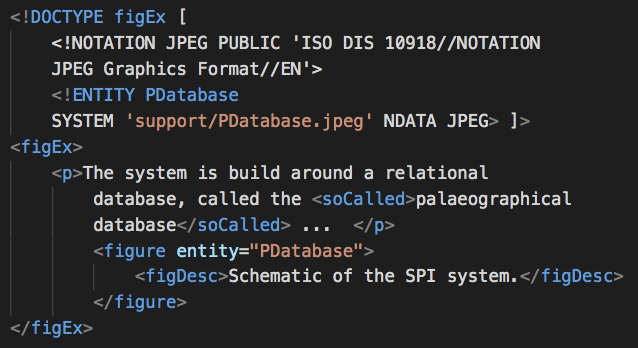 <!DOCTYPE figEx [
<!NOTATION JPEG PUBLIC 'ISO DIS 10918//NOTATION
JPEG Graphics Format//EN'>
<!ENTITY PDatabase
SYSTEM 'support/PDatabase.jpeg' NDATA JPEG> ]>
<figEx>
<p>The system is build around a relational
database, called the <soCalled>palaeographical
database</soCalled> ...  </p>
<figure entity="PDatabase">
<figDesc>Schematic of the SPI system.</figDesc>
</figure>
</figEx>